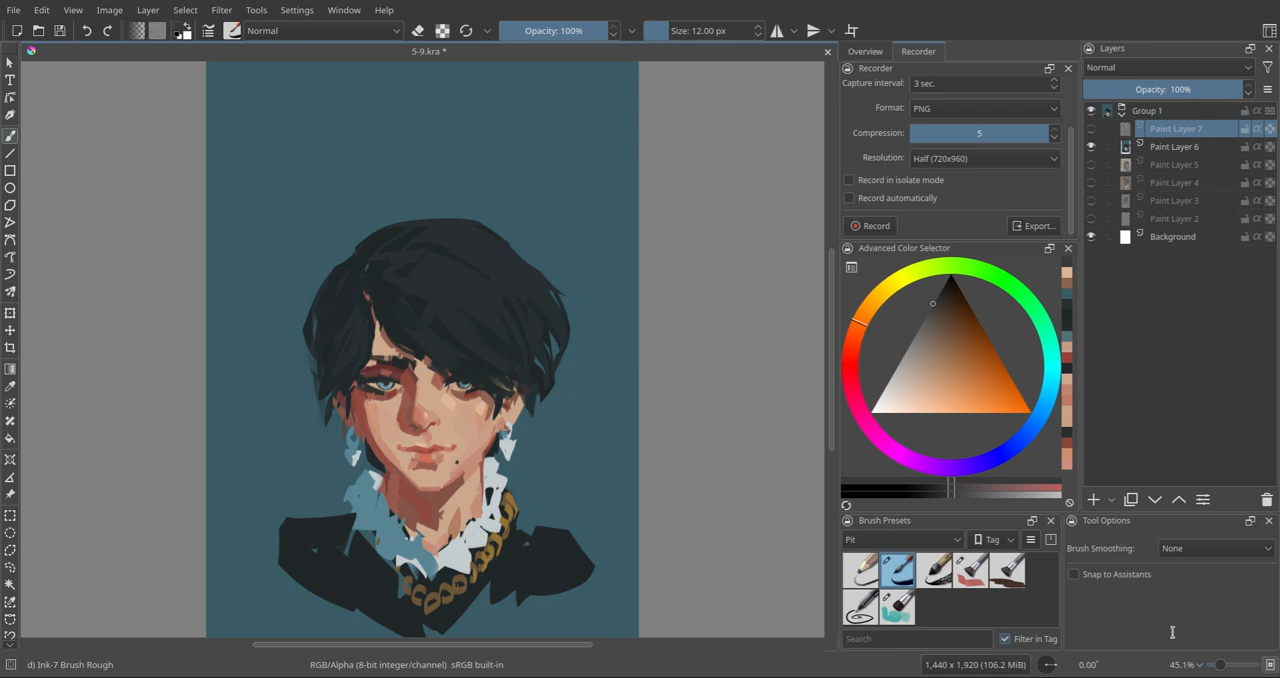 File Edit View Image Layer Select Filter Tools Settings Window Help
Normal Opacity: 100% Size: 12.00 px
5-9.kra *
Overview Recorder
Recorder
Capture interval: 3 sec.
Format: PNG
Compression: 5
Resolution: Half (720x960)
Record in isolate mode
Record automatically
Record Export...
Advanced Color Selector
Brush Presets
Pit Tag
Search Filter in Tag
Layers
Normal
Opacity: 100%
Group 1
Paint Layer 7
Paint Layer 6
Paint Layer 5
Paint Layer 4
Paint Layer 3
Paint Layer 2
Background
Tool Options
Brush Smoothing: None
Snap to Assistants
d) Ink-7 Brush Rough RGB/Alpha (8-bit integer/channel) sRGB built-in 1,440 x 1,920 (106.2 MiB) 0.00° 45.1%